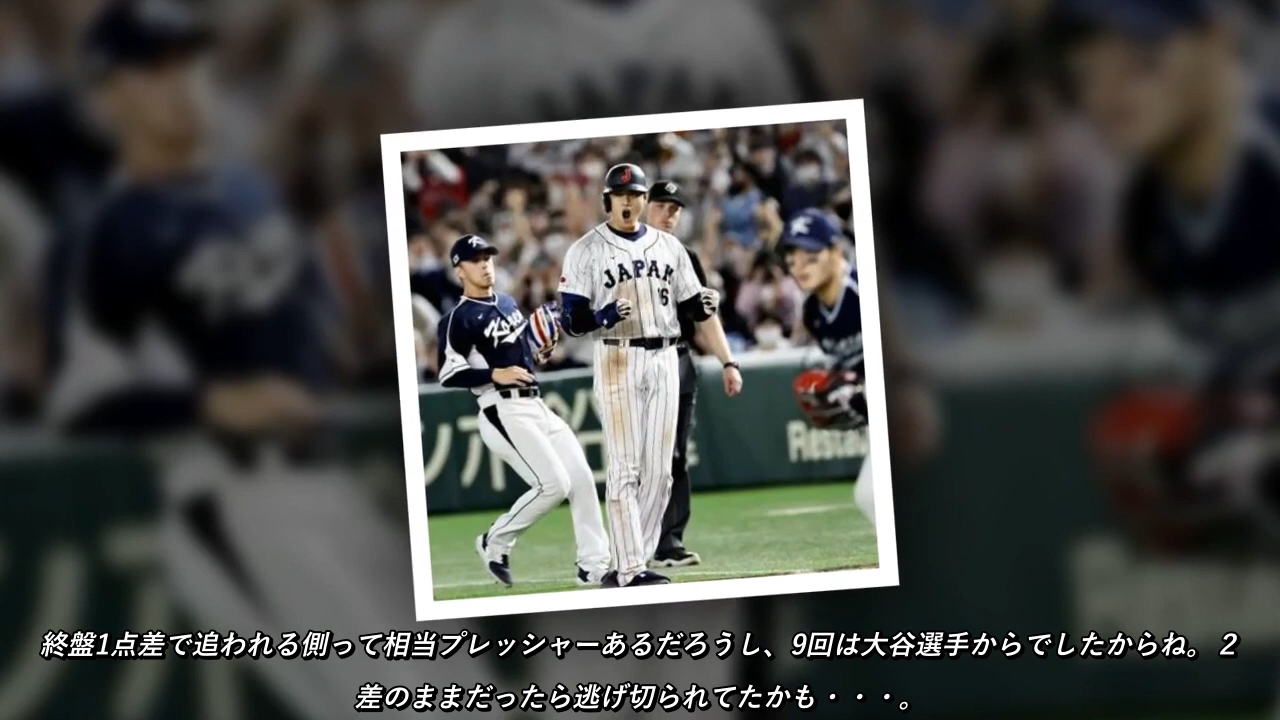 JAPAN
16
Korea
Resta
終盤1点差で追われる側って相当プレッシャーあるだろうし、9回は大谷選手からでしたからね。２
差のままだったら逃げ切られてたかも・・・。